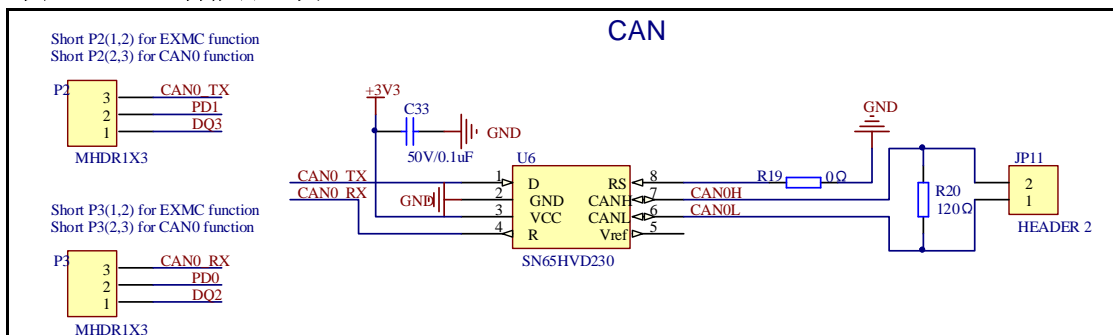 CAN
Short P2(1,2) for EXMC function
Short P2(2,3) for CAN0 function
P2
3 CAN0_TX
2 PD1
1 DQ3
MHDR1X3
+3V3
C33
GND
50V/0.1uF
GND
U6
CAN0_TX 1 D
CAN0_RX
GND 2 GND
3 VCC
4 R
RS 8
CANH 7 CAN0H
CANL 6 CAN0L
Vref 5
SN65HVD230
R19 0Ω
R20
120Ω
JP11
2
1
HEADER 2
Short P3(1,2) for EXMC function
Short P3(2,3) for CAN0 function
P3
3 CAN0_RX
2 PD0
1 DQ2
MHDR1X3